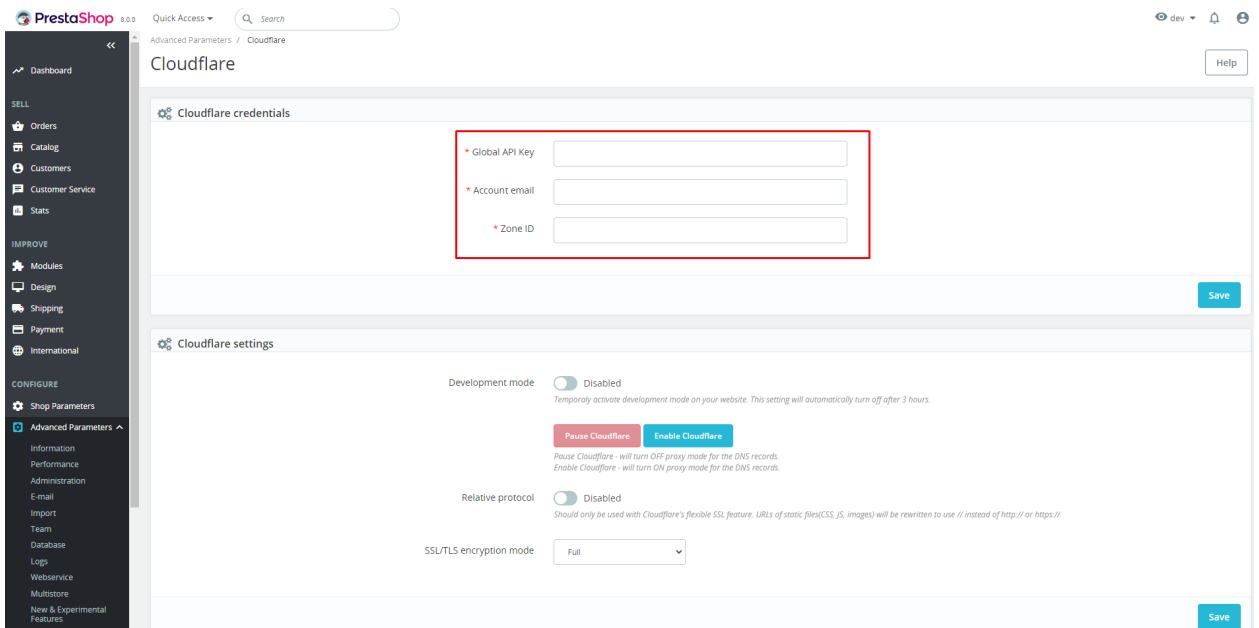 PrestaShop 8.0.0 Quick Access Search dev
Advanced Parameters / Cloudflare
Cloudflare
Help
Dashboard
SELL
Orders
Catalog
Customers
Customer Service
Stats
IMPROVE
Modules
Design
Shipping
Payment
International
CONFIGURE
Shop Parameters
Advanced Parameters
Information
Performance
Administration
E-mail
Import
Team
Database
Logs
Webservice
Multistore
New & Experimental
Features
Cloudflare credentials
* Global API Key
* Account email
* Zone ID
Save
Cloudflare settings
Development mode Disabled
Temporaly activate development mode on your website. This setting will automatically turn off after 3 hours.
Pause Cloudflare Enable Cloudflare
Pause Cloudflare - will turn OFF proxy mode for the DNS records.
Enable Cloudflare - will turn ON proxy mode for the DNS records.
Relative protocol Disabled
Should only be used with Cloudflare's flexible SSL feature. URLs of static files(CSS, JS, images) will be rewritten to use // instead of http:// or https://
SSL/TLS encryption mode Full
Save